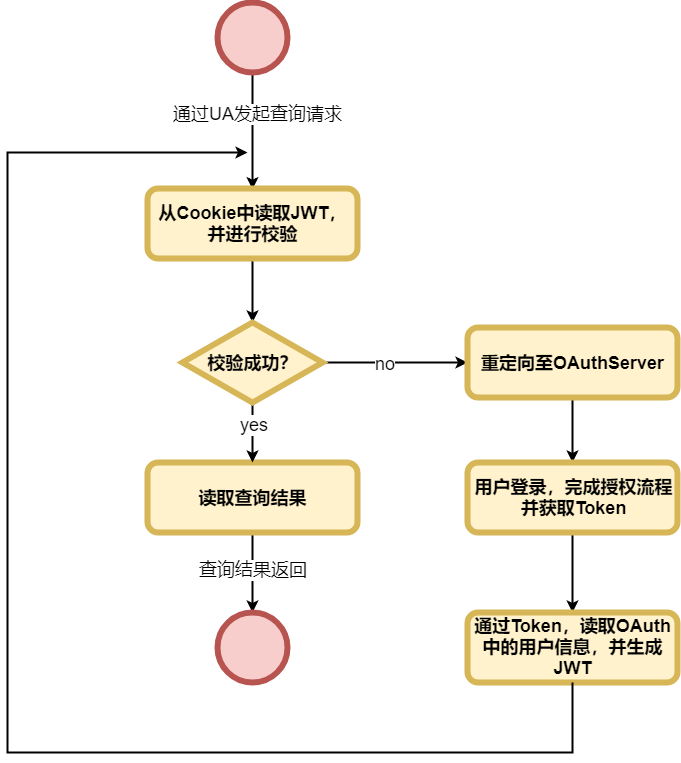 通过UA发起查询请求
从Cookie中读取JWT，
并进行校验
校验成功？
no
重定向至OAuthServer
yes
用户登录，完成授权流程
并获取Token
读取查询结果
查询结果返回
通过Token，读取OAuth
中的用户信息，并生成
JWT